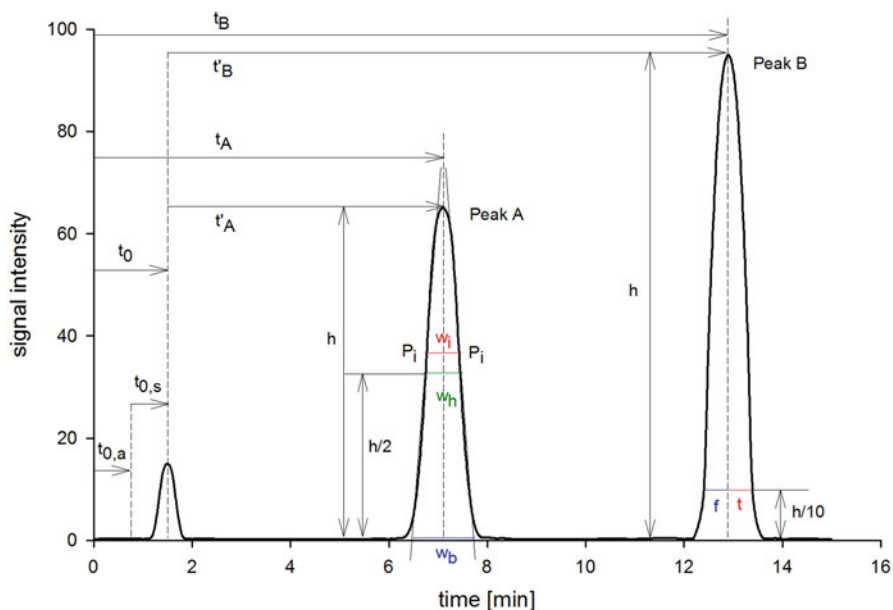 t_B
100
t'_B
Peak B
80
t_A
Peak A
t'_A
60
t_0
signal intensity
h
h
40
w_i
P_i P_i
t_0,s
w_h
h/2
20
t_0,a
f t
h/10
0
w_b
0 2 4 6 8 10 12 14 16
time [min]